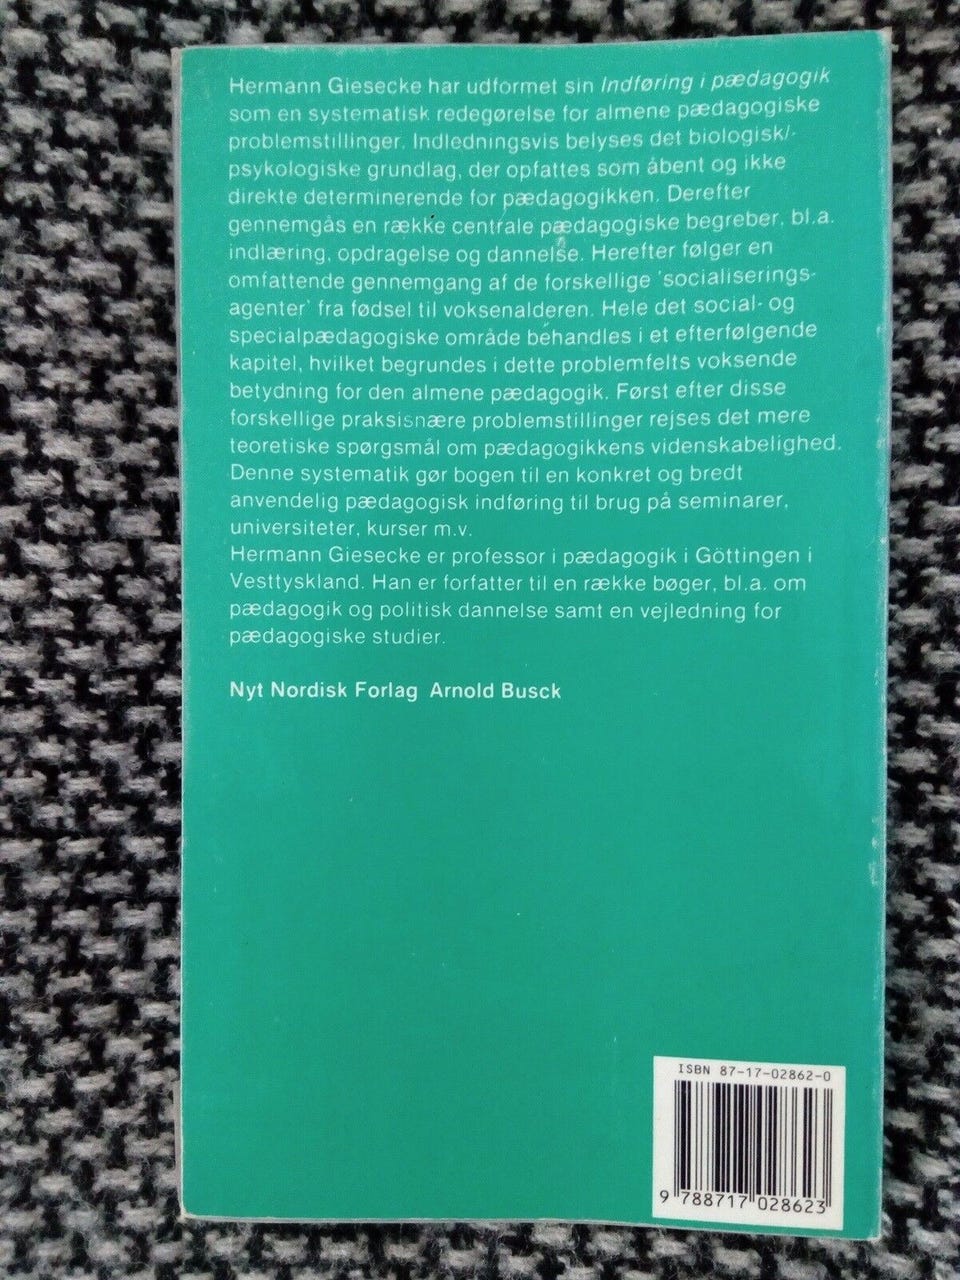 Hermann Giesecke har udformet sin Indføring i pædagogik
som en systematisk redegørelse for almene pædagogiske
problemstillinger. Indledningsvis belyses det biologisk/-
psykologiske grundlag, der opfattes som åbent og ikke
direkte determinerende for pædagogikken. Derefter
gennemgås en række centrale pædagogiske begreber, bl.a.
indlæring, opdragelse og dannelse. Herefter følger en
omfattende gennemgang af de forskellige 'socialiserings-
agenter' fra fødsel til voksenalderen. Hele det social- og
specialpædagogiske område behandles i et efterfølgende
kapitel, hvilket begrundes i dette problemfelts voksende
betydning for den almene pædagogik. Først efter disse
forskellige praksisnære problemstillinger rejses det mere
teoretiske spørgsmål om pædagogikkens videnskabelighed.
Denne systematik gør bogen til en konkret og bredt
anvendelig pædagogisk indføring til brug på seminarer,
universiteter, kurser m.v.
Hermann Giesecke er professor i pædagogik i Göttingen i
Vesttyskland. Han er forfatter til en række bøger, bl.a. om
pædagogik og politisk dannelse samt en vejledning for
pædagogiske studier.
Nyt Nordisk Forlag Arnold Busck
ISBN 87-17-02862-0
9 788717 028623